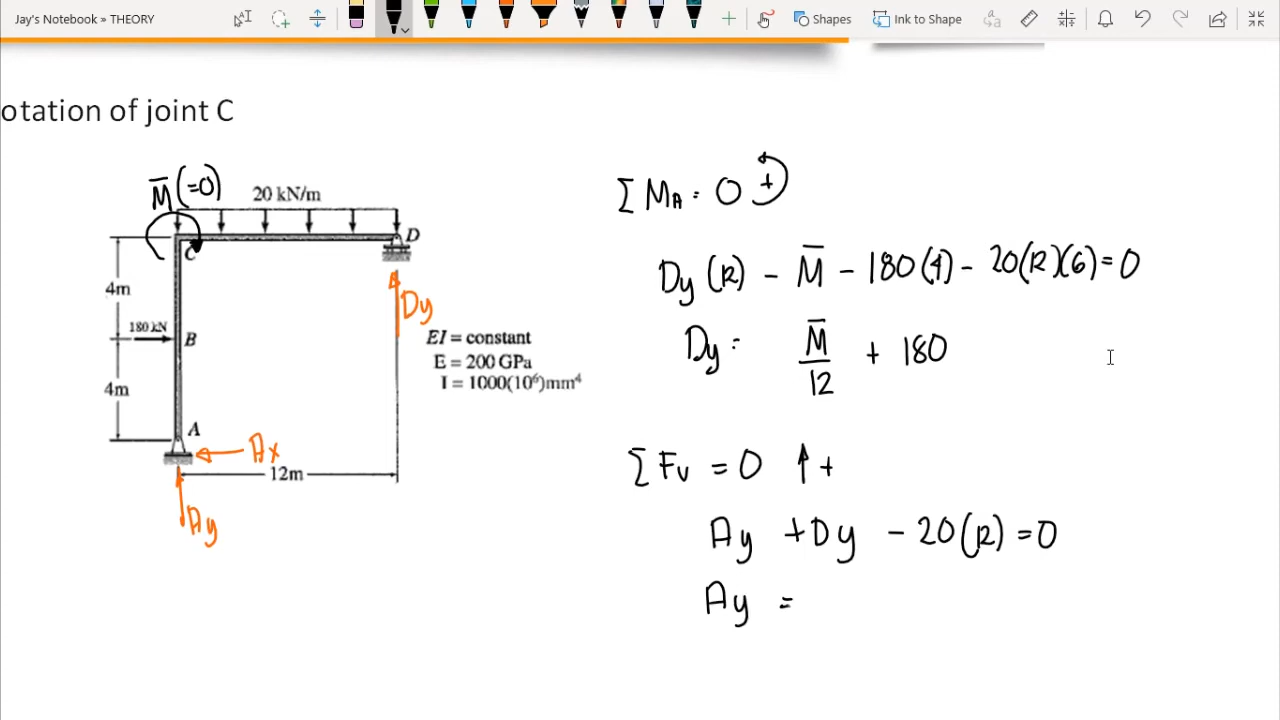 Jay's Notebook » THEORY
Shapes
Ink to Shape
otation of joint C
M̅ (=0)
20 kN/m
C
D
4m
Dy
180 kN
B
EI = constant
E = 200 GPa
4m
I = 1000(10⁶)mm⁴
A
Ax
12m
Ay
∑ MA = 0 +
Dy (12) - M̅ - 180(4) - 20(12)(6) = 0
Dy = M̅/12 + 180
∑ Fv = 0 ↑ +
Ay + Dy - 20(12) = 0
Ay =